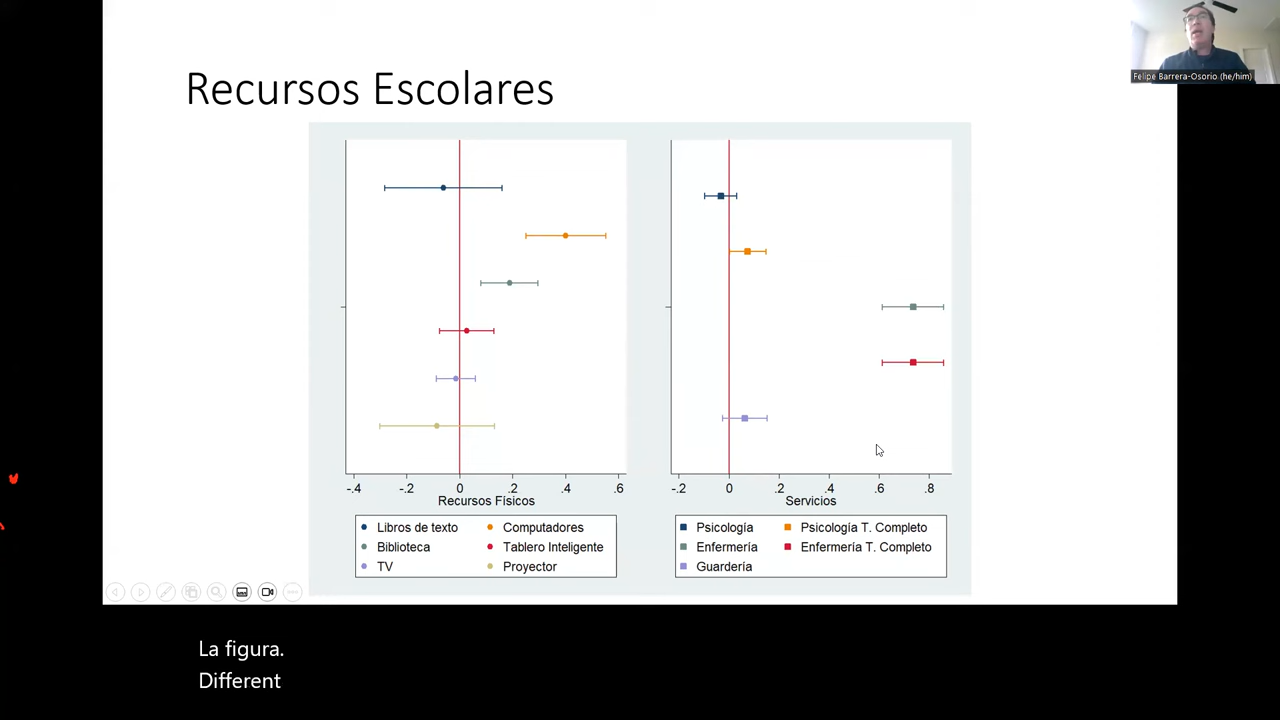 Felipe Barrera-Osorio (he/him)
Recursos Escolares
-.4 -.2 0 .2 .4 .6
Recursos Físicos
Libros de texto Computadores
Biblioteca Tablero Inteligente
TV Proyector
-.2 0 .2 .4 .6 .8
Servicios
Psicología Psicología T. Completo
Enfermería Enfermería T. Completo
Guardería
La figura.
Different